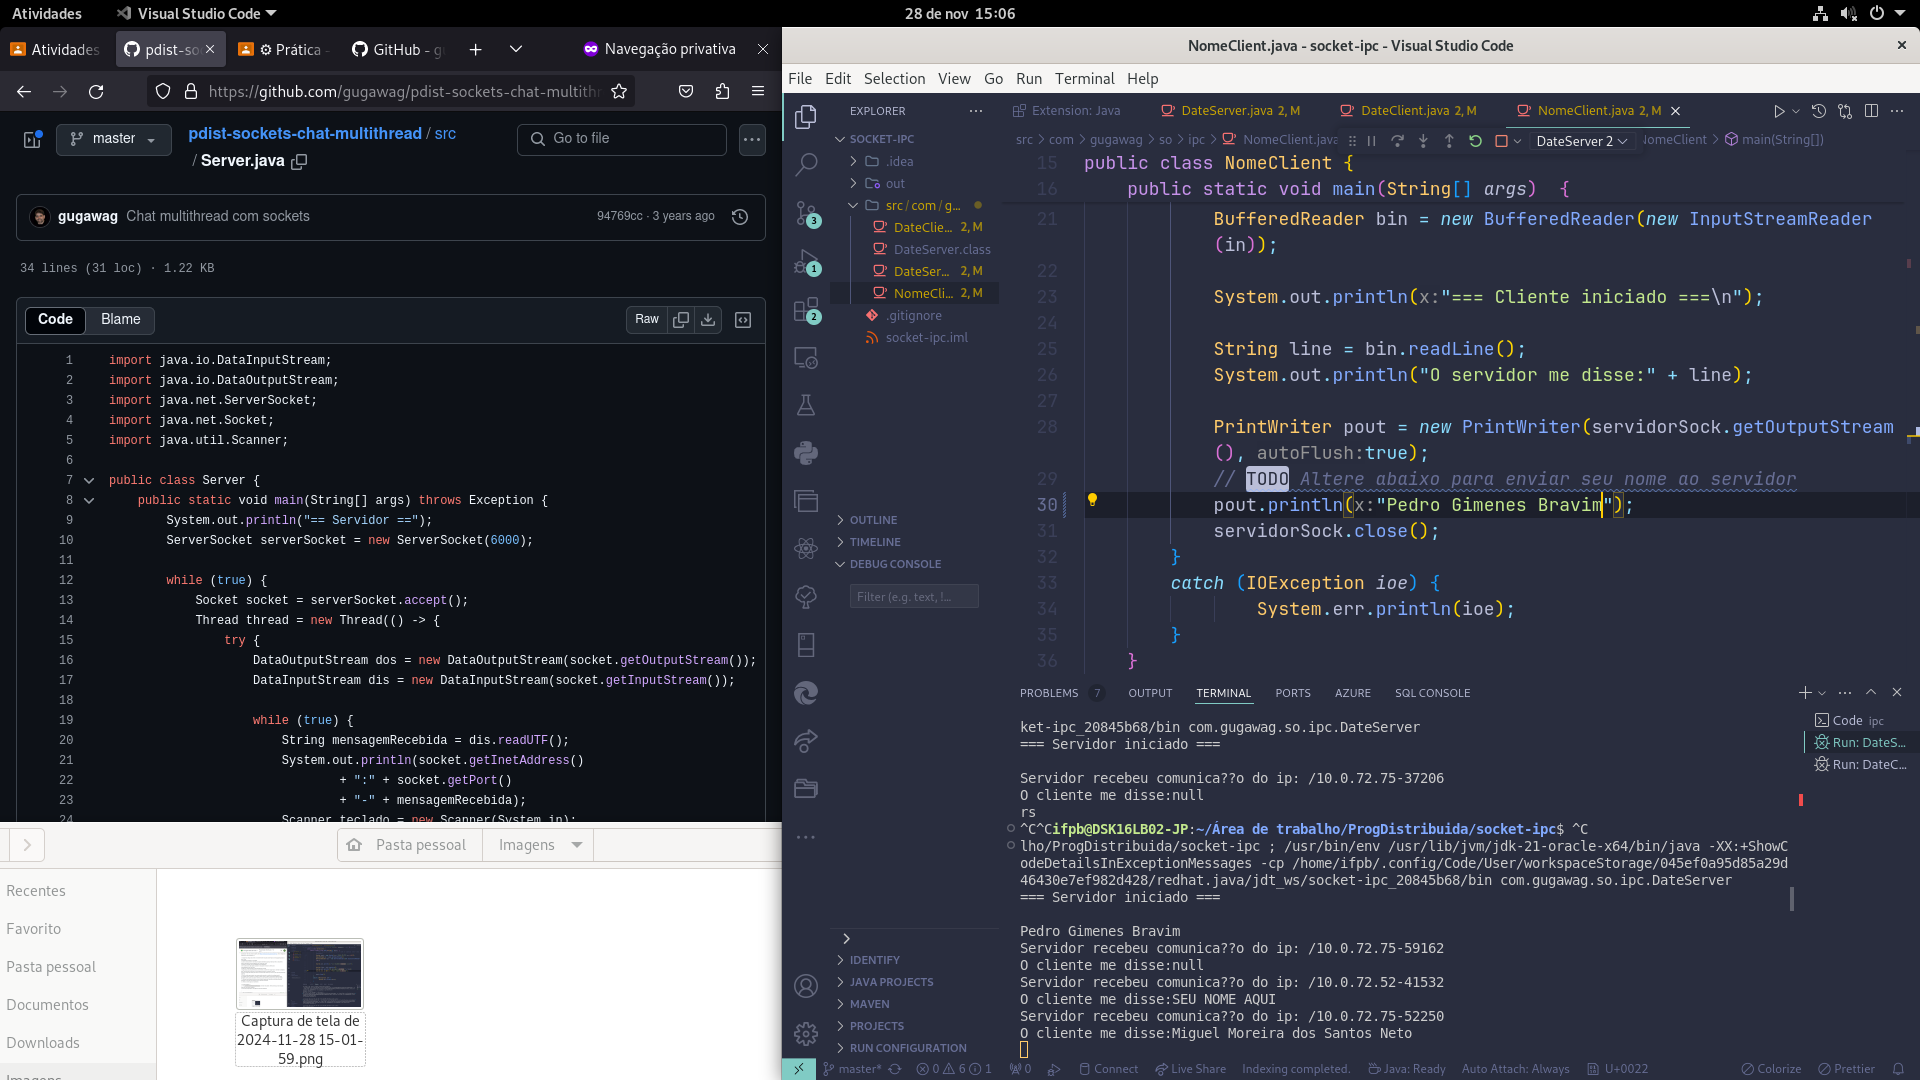 Atividades
Visual Studio Code
28 de nov 15:06
Atividades
pdist-so
Prática -
GitHub - g
Navegação privativa
https://github.com/gugawag/pdist-sockets-chat-multithr
master
pdist-sockets-chat-multithread / src
/ Server.java
Go to file
gugawag Chat multithread com sockets
94769cc · 3 years ago
34 lines (31 loc) · 1.22 KB
Code Blame
Raw
1 import java.io.DataInputStream;
2 import java.io.DataOutputStream;
3 import java.net.ServerSocket;
4 import java.net.Socket;
5 import java.util.Scanner;
6
7 public class Server {
8 public static void main(String[] args) throws Exception {
9 System.out.println("== Servidor ==");
10 ServerSocket serverSocket = new ServerSocket(6000);
11
12 while (true) {
13 Socket socket = serverSocket.accept();
14 Thread thread = new Thread(() -> {
15 try {
16 DataOutputStream dos = new DataOutputStream(socket.getOutputStream());
17 DataInputStream dis = new DataInputStream(socket.getInputStream());
18
19 while (true) {
20 String mensagemRecebida = dis.readUTF();
21 System.out.println(socket.getInetAddress()
22 + ":" + socket.getPort()
23 + "-" + mensagemRecebida);
24 Scanner teclado = new Scanner(System.in);
Pasta pessoal
Imagens
Recentes
Favorito
Pasta pessoal
Documentos
Downloads
Imagens
Captura de tela de
2024-11-28 15-01-
59.png
NomeClient.java - socket-ipc - Visual Studio Code
File Edit Selection View Go Run Terminal Help
EXPLORER
SOCKET-IPC
.idea
out
src/com/g...
DateClie... 2, M
DateServer.class
DateSer... 2, M
NomeCli... 2, M
.gitignore
socket-ipc.iml
3
1
2
OUTLINE
TIMELINE
DEBUG CONSOLE
Filter (e.g. text, !...
IDENTIFY
JAVA PROJECTS
MAVEN
PROJECTS
RUN CONFIGURATION
Extension: Java
DateServer.java 2, M
DateClient.java 2, M
NomeClient.java 2, M
src > com > gugawag > so > ipc > NomeClient.java
DateServer 2
omeClient > main(String[])
15 public class NomeClient {
16 public static void main(String[] args) {
21 BufferedReader bin = new BufferedReader(new InputStreamReader
(in));
22
23 System.out.println(x:"=== Cliente iniciado ===\n");
24
25 String line = bin.readLine();
26 System.out.println("O servidor me disse:" + line);
27
28 PrintWriter pout = new PrintWriter(servidorSock.getOutputStream
(), autoFlush:true);
29 // TODO Altere abaixo para enviar seu nome ao servidor
30 pout.println(x:"Pedro Gimenes Bravim");
31 servidorSock.close();
32 }
33 catch (IOException ioe) {
34 System.err.println(ioe);
35 }
36 }
PROBLEMS 7 OUTPUT TERMINAL PORTS AZURE SQL CONSOLE
ket-ipc_20845b68/bin com.gugawag.so.ipc.DateServer
=== Servidor iniciado ===
Servidor recebeu comunica??o do ip: /10.0.72.75-37206
O cliente me disse:null
rs
^C^Cifpb@DSK16LB02-JP:~/Área de trabalho/ProgDistribuida/socket-ipc$ ^C
lho/ProgDistribuida/socket-ipc ; /usr/bin/env /usr/lib/jvm/jdk-21-oracle-x64/bin/java -XX:+ShowC
odeDetailsInExceptionMessages -cp /home/ifpb/.config/Code/User/workspaceStorage/045ef0a95d85a29d
46430e7ef982d428/redhat.java/jdt_ws/socket-ipc_20845b68/bin com.gugawag.so.ipc.DateServer
=== Servidor iniciado ===
Pedro Gimenes Bravim
Servidor recebeu comunica??o do ip: /10.0.72.75-59162
O cliente me disse:null
Servidor recebeu comunica??o do ip: /10.0.72.52-41532
O cliente me disse:SEU NOME AQUI
Servidor recebeu comunica??o do ip: /10.0.72.75-52250
O cliente me disse:Miguel Moreira dos Santos Neto
Code ipc
Run: DateS...
Run: DateC...
master* 0 6 1 0 Connect Live Share Indexing completed. Java: Ready Auto Attach: Always U+0022 Colorize Prettier